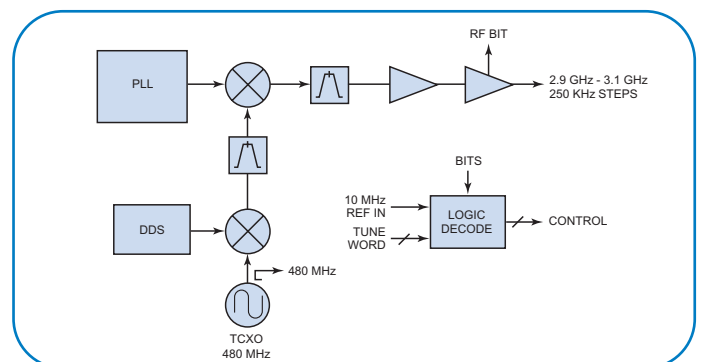 RF BIT
PLL
2.9 GHz - 3.1 GHz
250 KHz STEPS
BITS
10 MHz
REF IN
TUNE
WORD
LOGIC
DECODE
CONTROL
DDS
480 MHz
TCXO
480 MHz